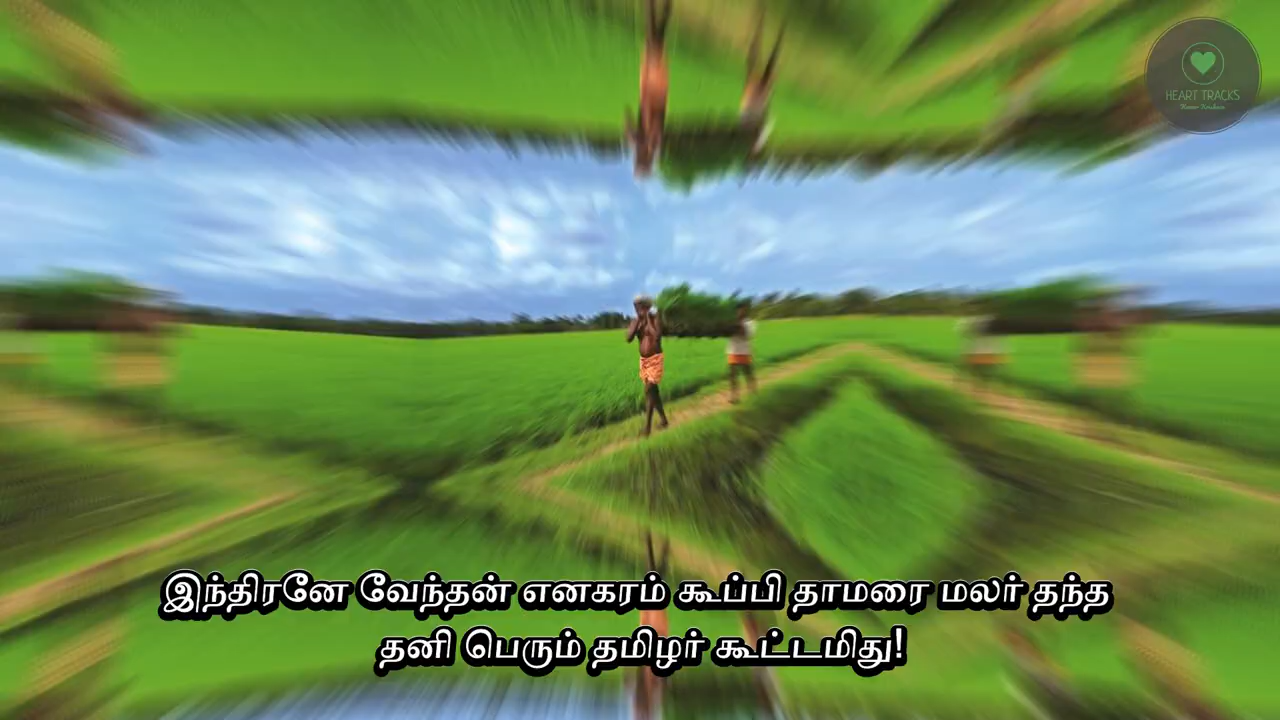 HEART TRACKS
இந்திரனே வேந்தன் எனகரம் கூப்பி தாமரை மலர் தந்த
தனி பெரும் தமிழர் கூட்டமிது!